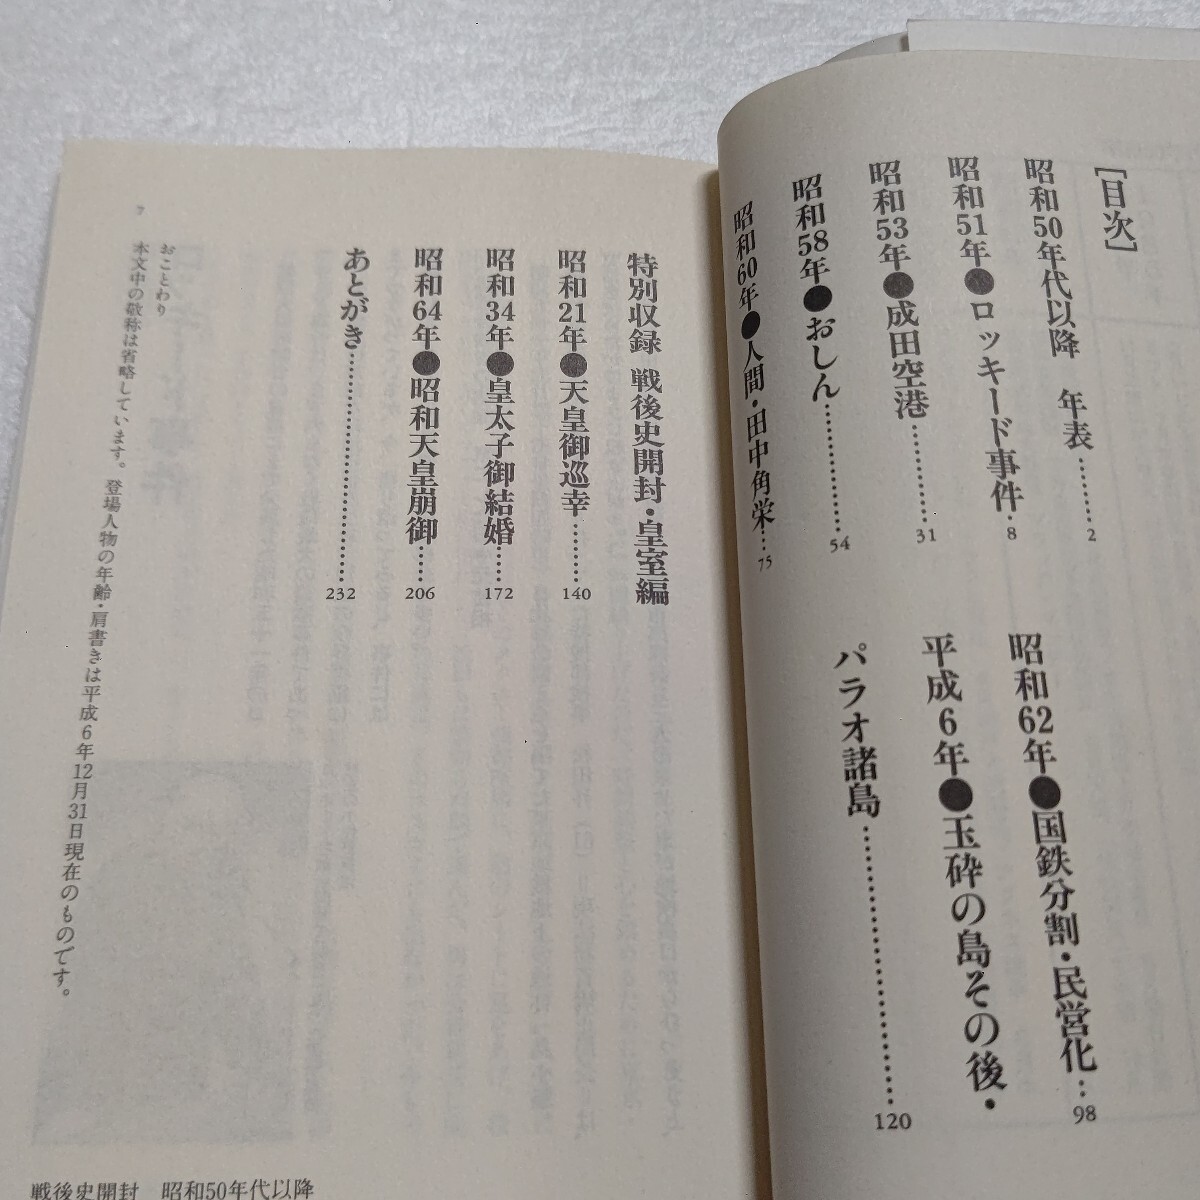 ［目次］
昭和50年代以降　年表……2
昭和51年●ロッキード事件…8
昭和53年●成田空港…………31
昭和58年●おしん……………54
昭和60年●人間・田中角栄…75
昭和62年●国鉄分割・民営化…98
平成6年●玉砕の島その後・
パラオ諸島……………………120
特別収録　戦後史開封・皇室編
昭和21年●天皇御巡幸………140
昭和34年●皇太子御結婚……172
昭和64年●昭和天皇崩御……206
あとがき………………………232
おことわり
本文中の敬称は省略しています。登場人物の年齢・肩書きは平成6年12月31日現在のものです。
7
戦後史開封　昭和50年代以降